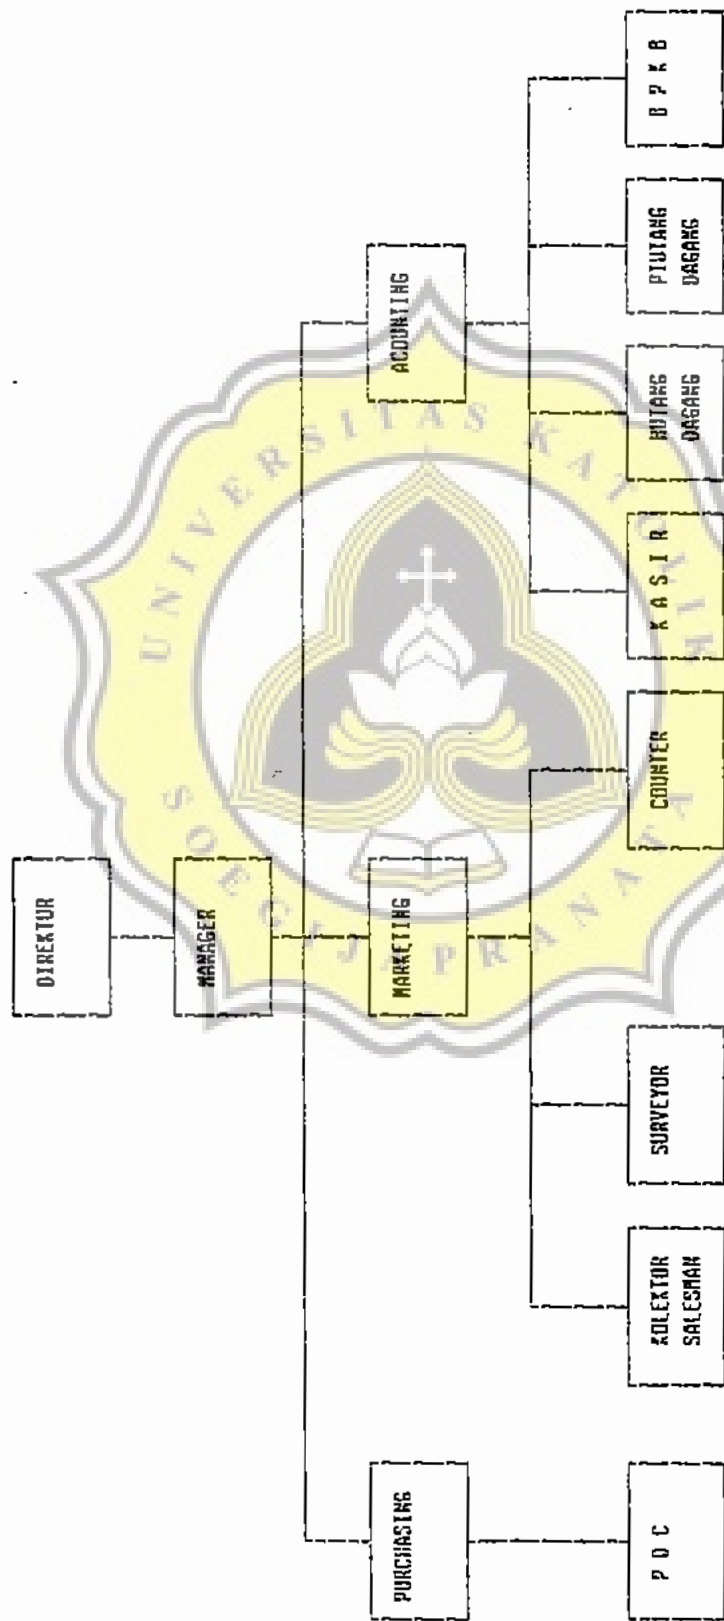 DIREKTUR
MANAGER
PURCHASING
MARKETING
ACOUNTING
P D C
KOLEKTOR
SALESMAN
SURVEYOR
COUNTER
K A S I R
HUTANG
DAGANG
PIUTANG
DAGANG
B P K B
UNIVERSITAS KATOLIK
SOEGIJAPRANATA